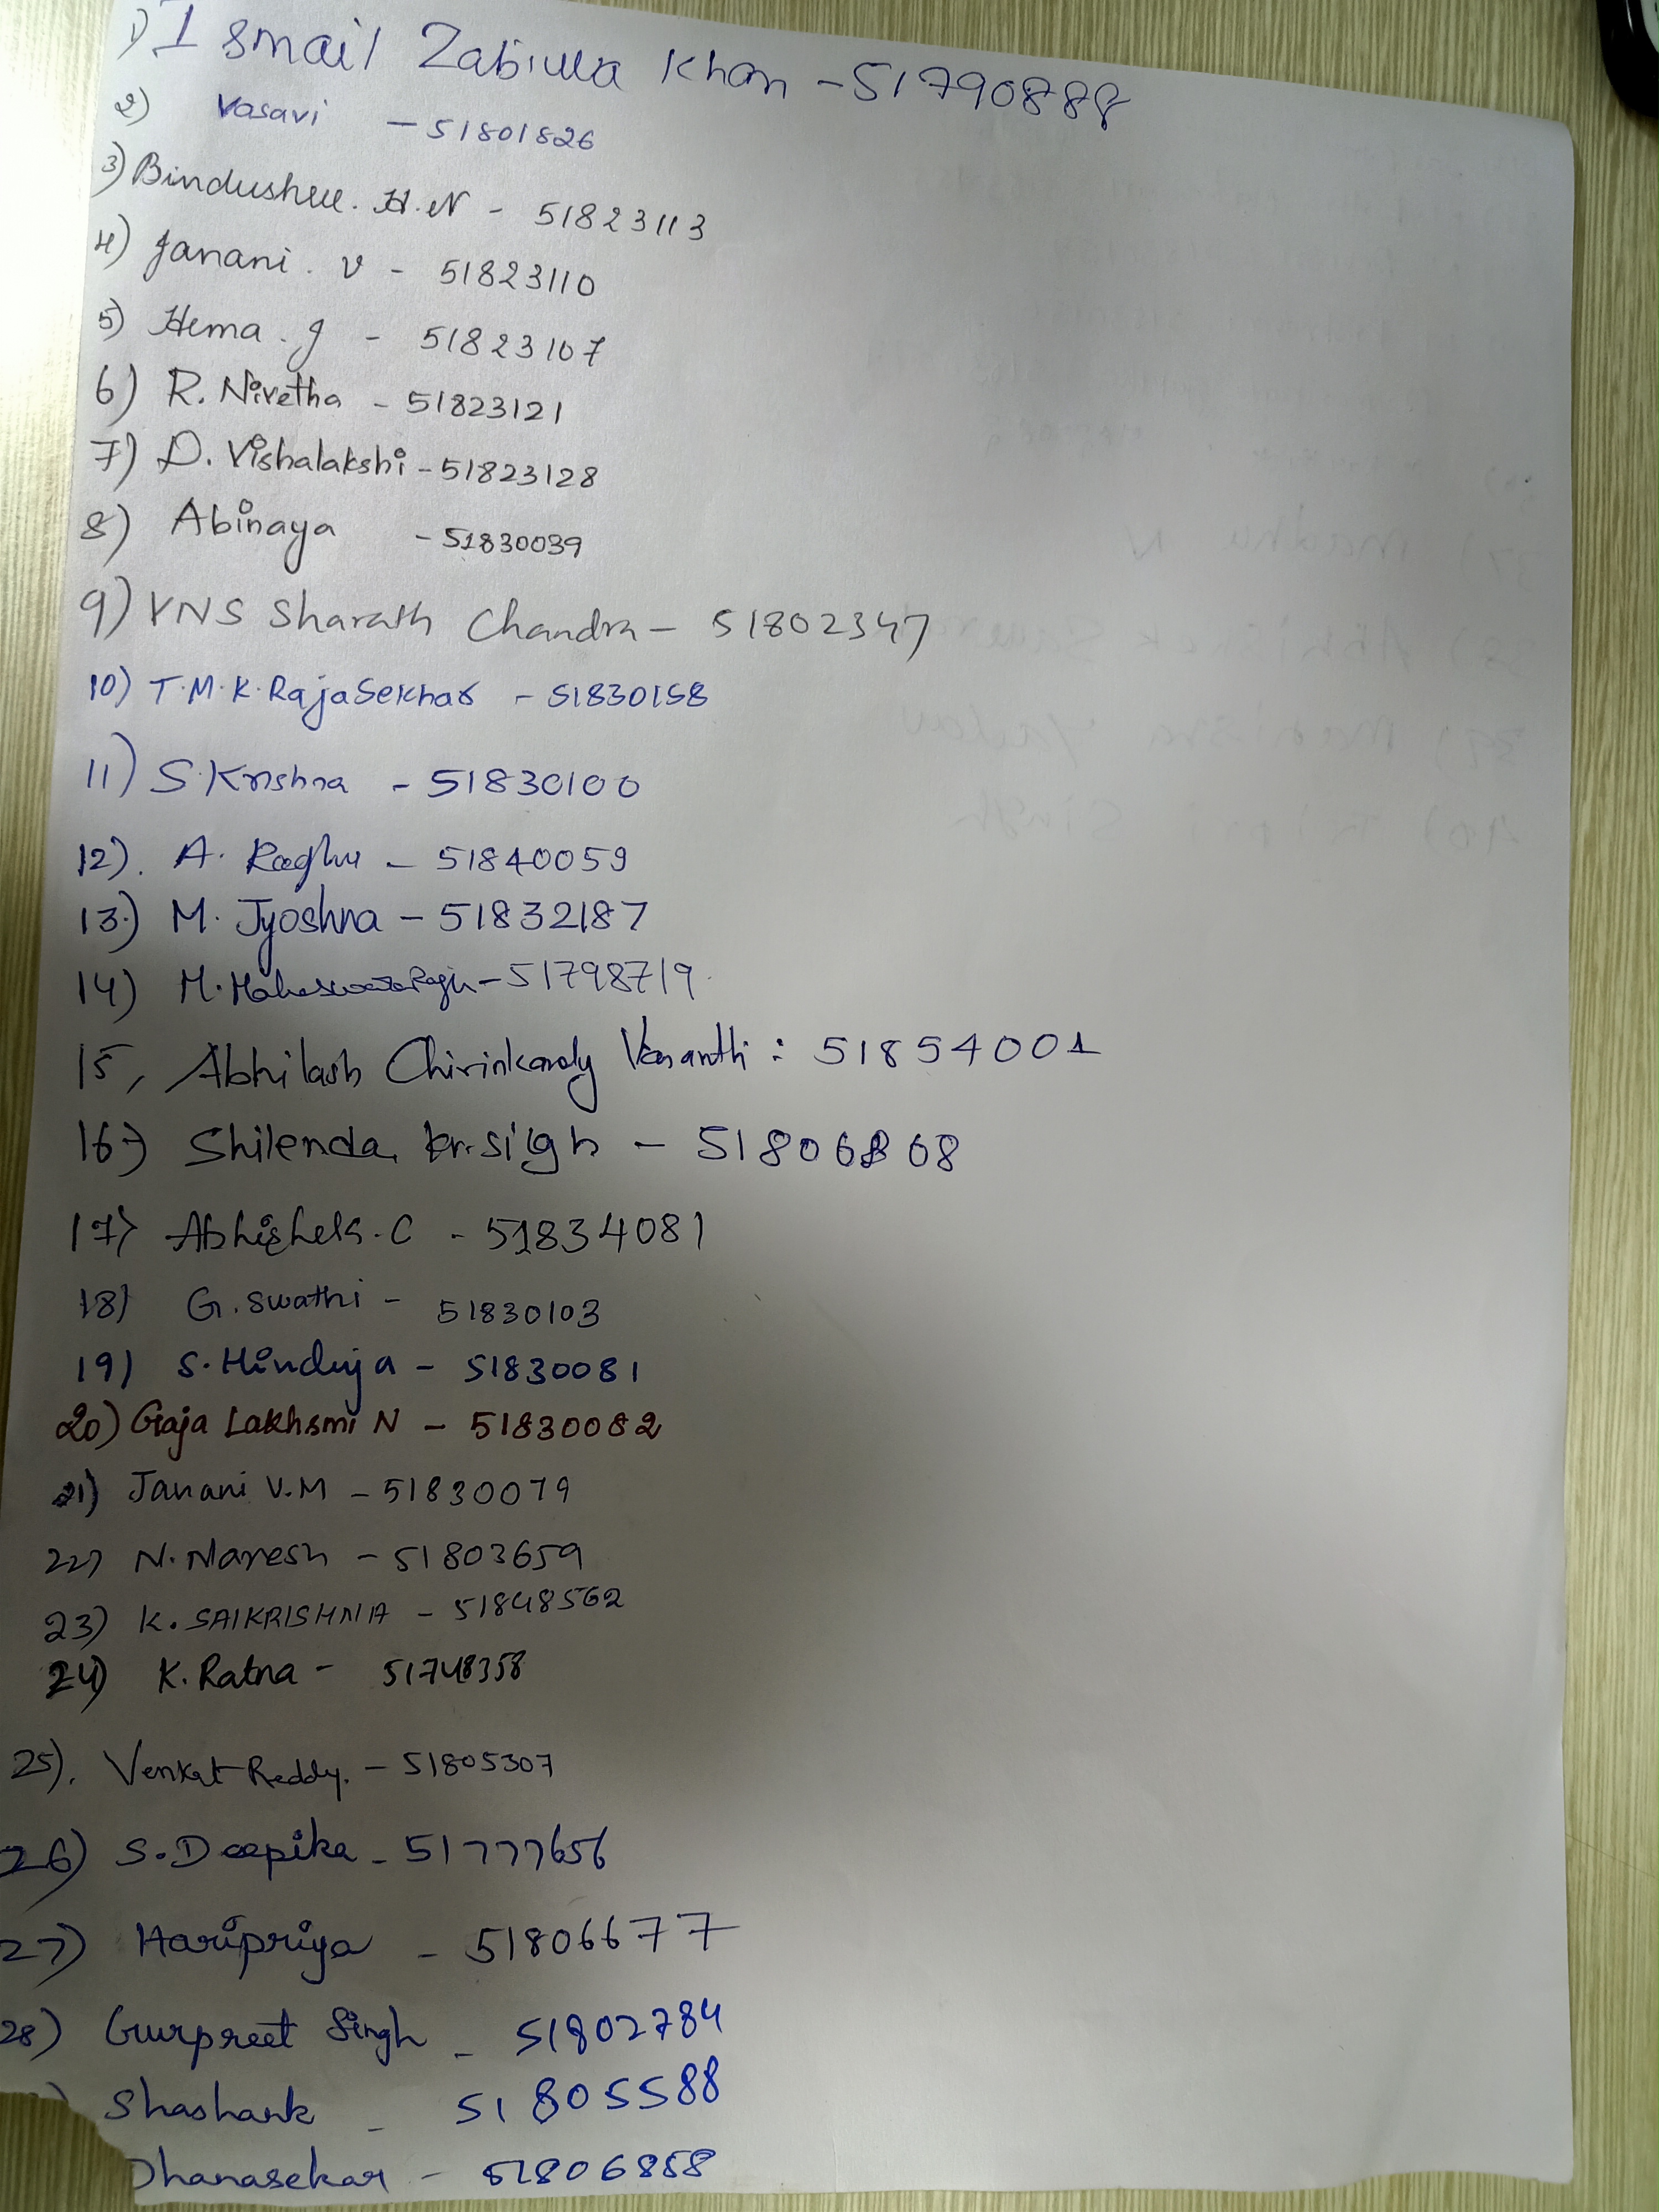 1) Ismail Zabiulla Khan - 51790888
2) Vasavi - 51801826
3) Bindushree. H.N - 51823113
4) Janani. V - 51823110
5) Hema. J - 51823107
6) R. Nivetha - 51823121
7) D. Vishalakshi - 51823128
8) Abinaya - 51830039
9) VNS Sharath Chandra - 51802347
10) T.M.K. RajaSekhar - 51830158
11) S.Krishna - 51830100
12). A. Raghu - 51840059
13.) M. Jyoshna - 51832187
14) M. Maheswara Raju - 51798719.
15, Abhilash Chirinkandy Vasanthi : 51854001
16) Shilenda kr. sigh - 51806868
17) Abhishek. C - 51834081
18) G. Swathi - 51830103
19) S. Hinduja - 51830081
20) Gaja Lakhsmi N - 51830082
21) Janani V.M - 51830079
22) N. Naresh - 51803659
23) K. SAIKRISHNA - 51848562
24) K. Ratna - 51748358
25). Venkat Reddy. - 51805307
26) S. Deepika - 51777656
27) Haripriya - 51806677
28) Gurpreet Singh - 51802784
) Shashank - 51805588
Dhanasekar - 51806858